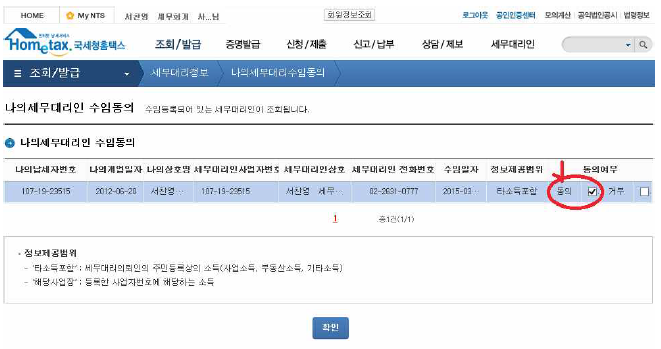 HOME My NTS 서찬영 세무회계 사...님 회원정보조회 로그아웃 공인인증센터 모의계산 공익법인공시 법령정보
Hometax. 국세청홈택스 조회/발급 증명발급 신청/제출 신고/납부 상담/제보 세무대리인
조회/발급 세무대리정보 나의세무대리수임동의
나의세무대리인 수임동의 수임등록되어 있는 세무대리인이 조회됩니다.
나의세무대리인 수임동의
나의납세자번호 나의개업일자 나의상호명 세무대리인사업자번호 세무대리인상호 세무대리인 전화번호 수임일자 정보제공범위 동의여부
107-19-29515 2012-06-20 서찬영… 107-19-29515 서찬영 세무… 02-2631-0777 2015-03… 타소득포함 동의 거부
1 총1건(1/1)
정보제공범위
- '타소득포함' : 세무대리의뢰인의 주민등록상의 소득(사업소득, 부동산소득, 기타소득)
- '해당사업장' : 등록한 사업자번호에 해당하는 소득
확인